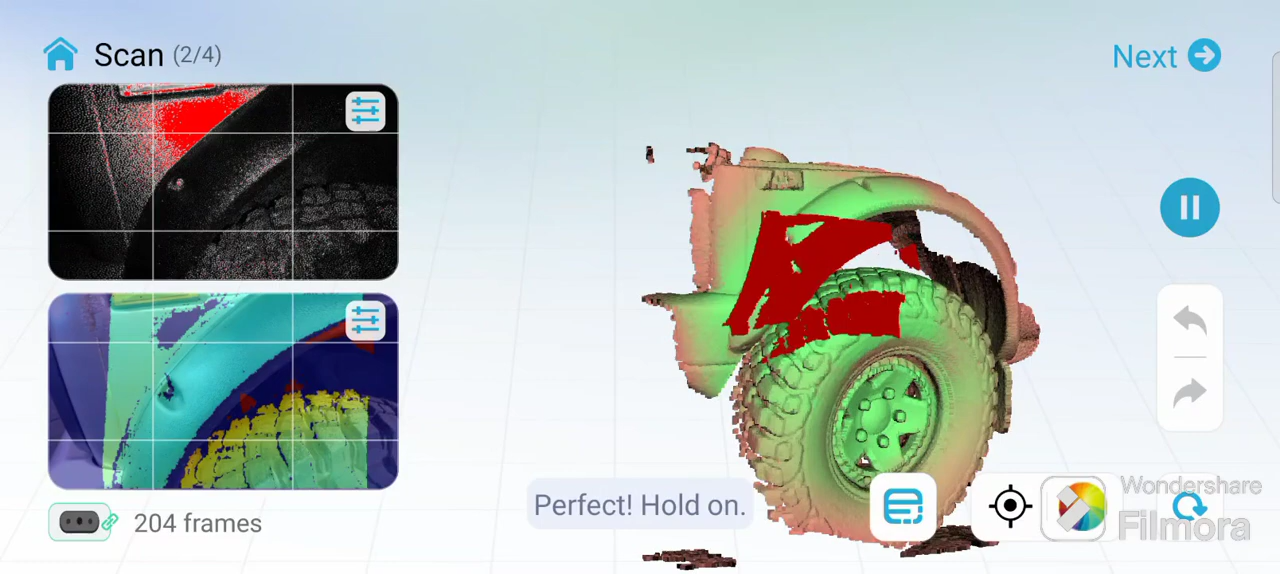 Scan (2/4)
Next
Perfect! Hold on.
204 frames
Wondershare
Filmora